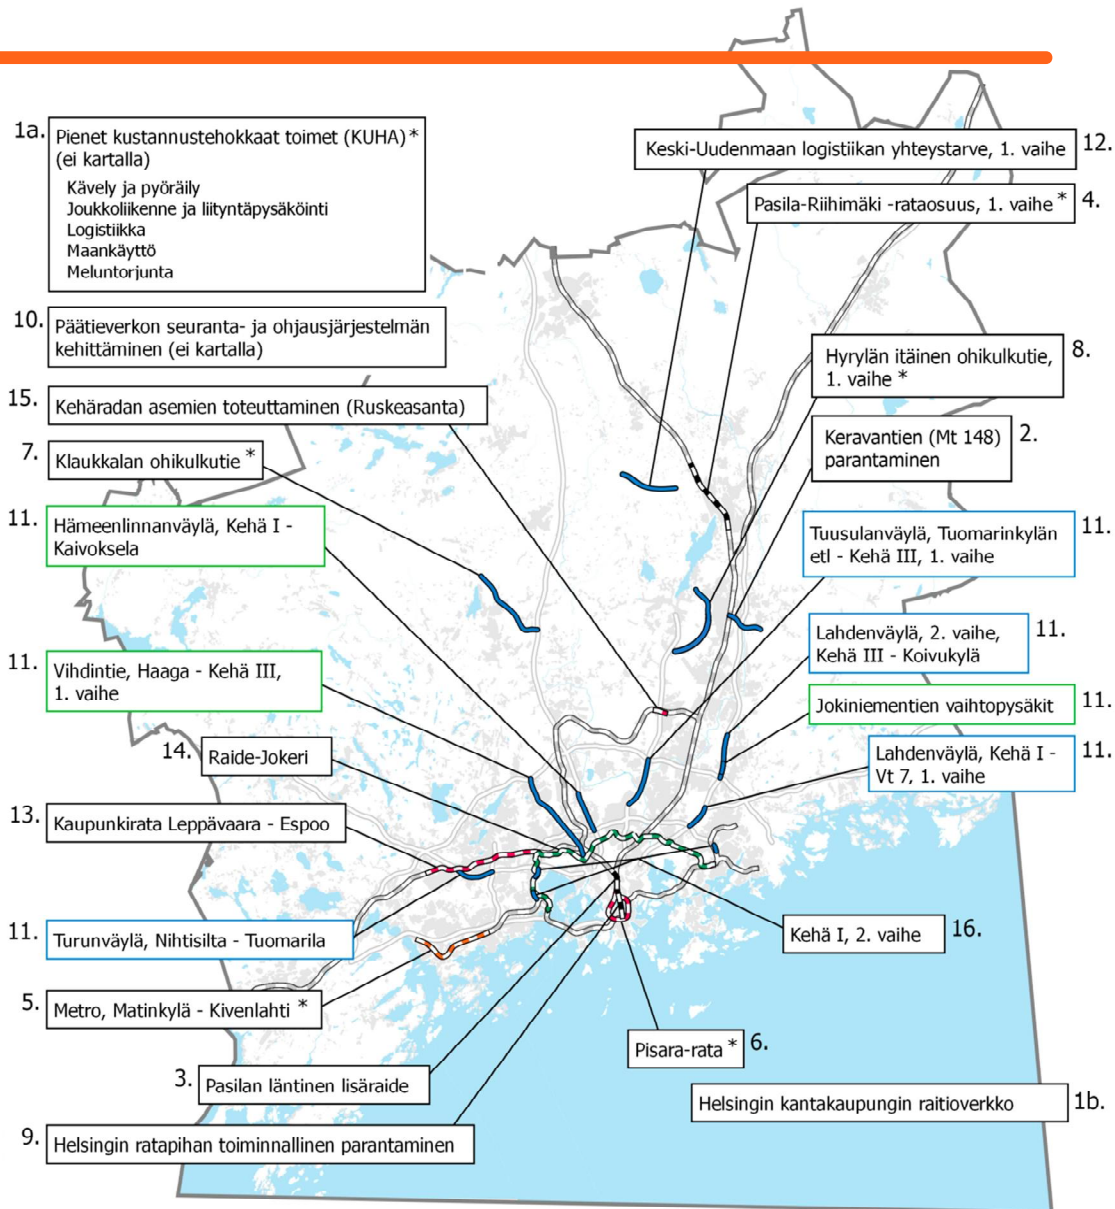 1a. Pienet kustannustehokkaat toimet (KUHA) *
(ei kartalla)
Kävely ja pyöräily
Joukkoliikenne ja liityntäpysäköinti
Logistiikka
Maankäyttö
Meluntorjunta
Keski-Uudenmaan logistiikan yhteystarve, 1. vaihe 12.
Pasila-Riihimäki -rataosuus, 1. vaihe * 4.
10. Päätieverkon seuranta- ja ohjausjärjestelmän
kehittäminen (ei kartalla)
Hyrylän itäinen ohikulkutie, 8.
1. vaihe *
15. Kehäradan asemien toteuttaminen (Ruskeasanta)
Keravantien (Mt 148) 2.
parantaminen
7. Klaukkalan ohikulkutie *
11. Hämeenlinnanväylä, Kehä I -
Kaivoksela
Tuusulanväylä, Tuomarinkylän 11.
etl - Kehä III, 1. vaihe
Lahdenväylä, 2. vaihe, 11.
Kehä III - Koivukylä
11. Vihdintie, Haaga - Kehä III,
1. vaihe
Jokiniementien vaihtopysäkit 11.
14. Raide-Jokeri
Lahdenväylä, Kehä I - 11.
Vt 7, 1. vaihe
13. Kaupunkirata Leppävaara - Espoo
11. Turunväylä, Nihtisilta - Tuomarila
Kehä I, 2. vaihe 16.
5. Metro, Matinkylä - Kivenlahti *
Pisara-rata * 6.
3. Pasilan läntinen lisäraide
Helsingin kantakaupungin raitioverkko 1b.
9. Helsingin ratapihan toiminnallinen parantaminen